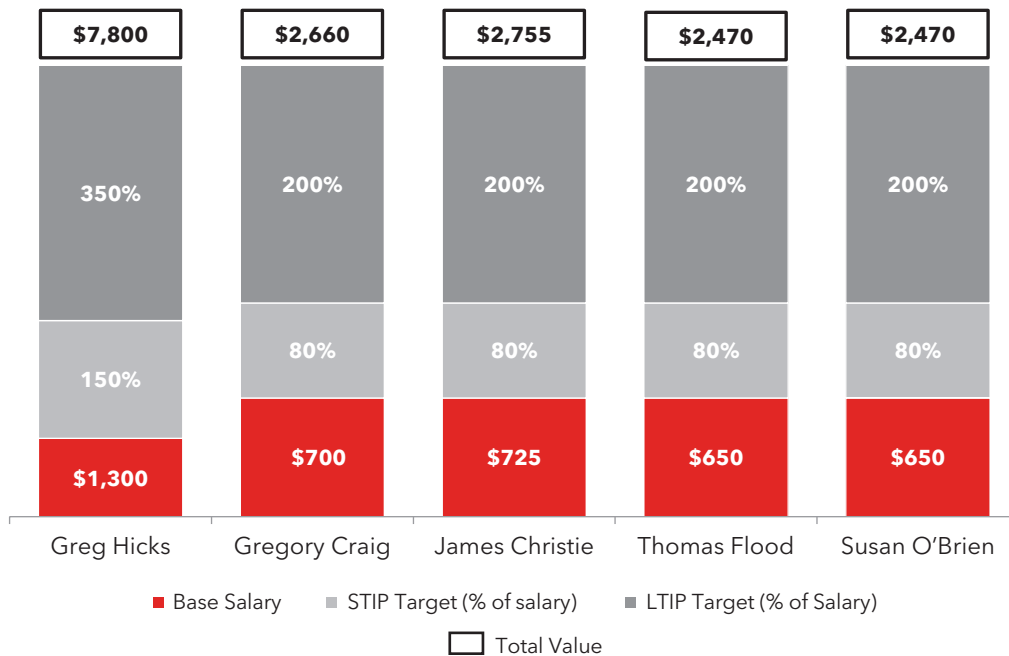 $7,800 $2,660 $2,755 $2,470 $2,470
350% 200% 200% 200% 200%
150% 80% 80% 80% 80%
$1,300 $700 $725 $650 $650
Greg Hicks Gregory Craig James Christie Thomas Flood Susan O’Brien
Base Salary STIP Target (% of salary) LTIP Target (% of Salary)
Total Value